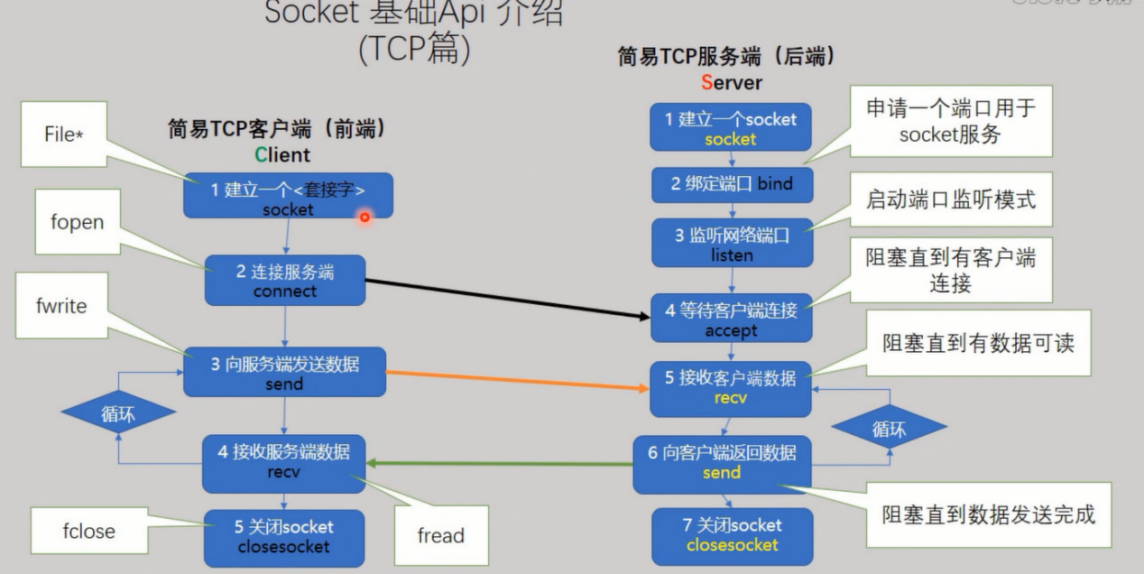 Socket 基础Api 介绍
(TCP篇)
简易TCP客户端（前端）
Client
File*
1 建立一个<套接字>
socket
fopen
2 连接服务端
connect
fwrite
3 向服务端发送数据
send
循环
4 接收服务端数据
recv
fread
fclose
5 关闭socket
closesocket
简易TCP服务端（后端）
Server
1 建立一个socket
socket
申请一个端口用于
socket服务
2 绑定端口 bind
启动端口监听模式
3 监听网络端口
listen
阻塞直到有客户端
连接
4 等待客户端连接
accept
阻塞直到有数据可读
5 接收客户端数据
recv
循环
6 向客户端返回数据
send
阻塞直到数据发送完成
7 关闭socket
closesocket